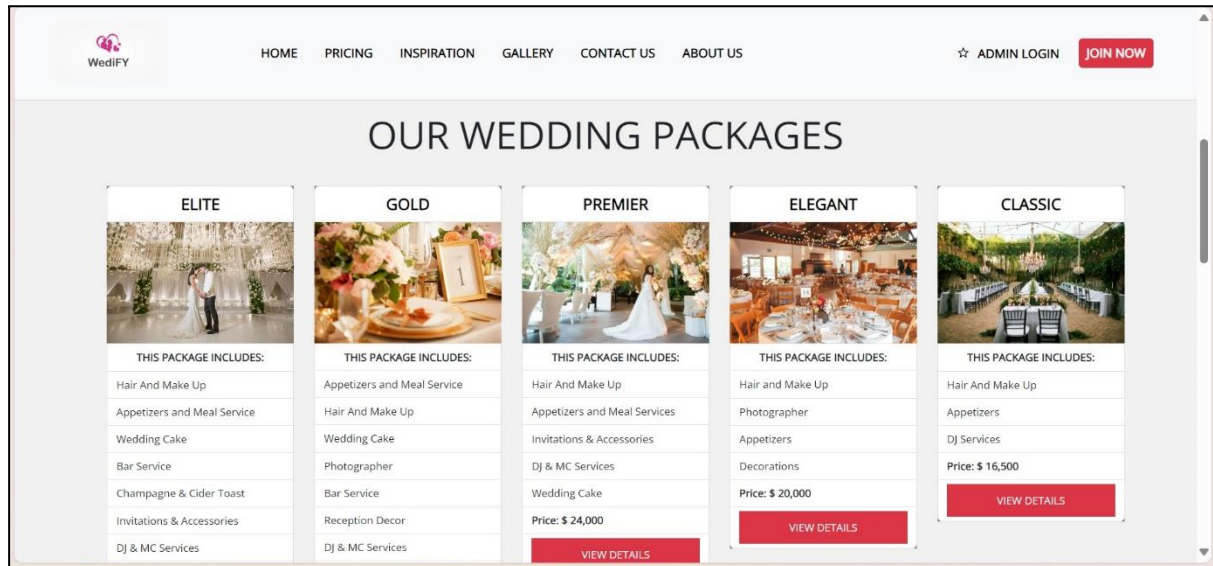 WediFY
HOME
PRICING
INSPIRATION
GALLERY
CONTACT US
ABOUT US
☆ ADMIN LOGIN
JOIN NOW
OUR WEDDING PACKAGES
ELITE
THIS PACKAGE INCLUDES:
Hair And Make Up
Appetizers and Meal Service
Wedding Cake
Bar Service
Champagne & Cider Toast
Invitations & Accessories
DJ & MC Services
GOLD
1
THIS PACKAGE INCLUDES:
Appetizers and Meal Service
Hair And Make Up
Wedding Cake
Photographer
Bar Service
Reception Decor
DJ & MC Services
PREMIER
THIS PACKAGE INCLUDES:
Hair And Make Up
Appetizers and Meal Services
Invitations & Accessories
DJ & MC Services
Wedding Cake
Price: $ 24,000
VIEW DETAILS
ELEGANT
14
THIS PACKAGE INCLUDES:
Hair and Make Up
Photographer
Appetizers
Decorations
Price: $ 20,000
VIEW DETAILS
CLASSIC
THIS PACKAGE INCLUDES:
Hair And Make Up
Appetizers
DJ Services
Price: $ 16,500
VIEW DETAILS